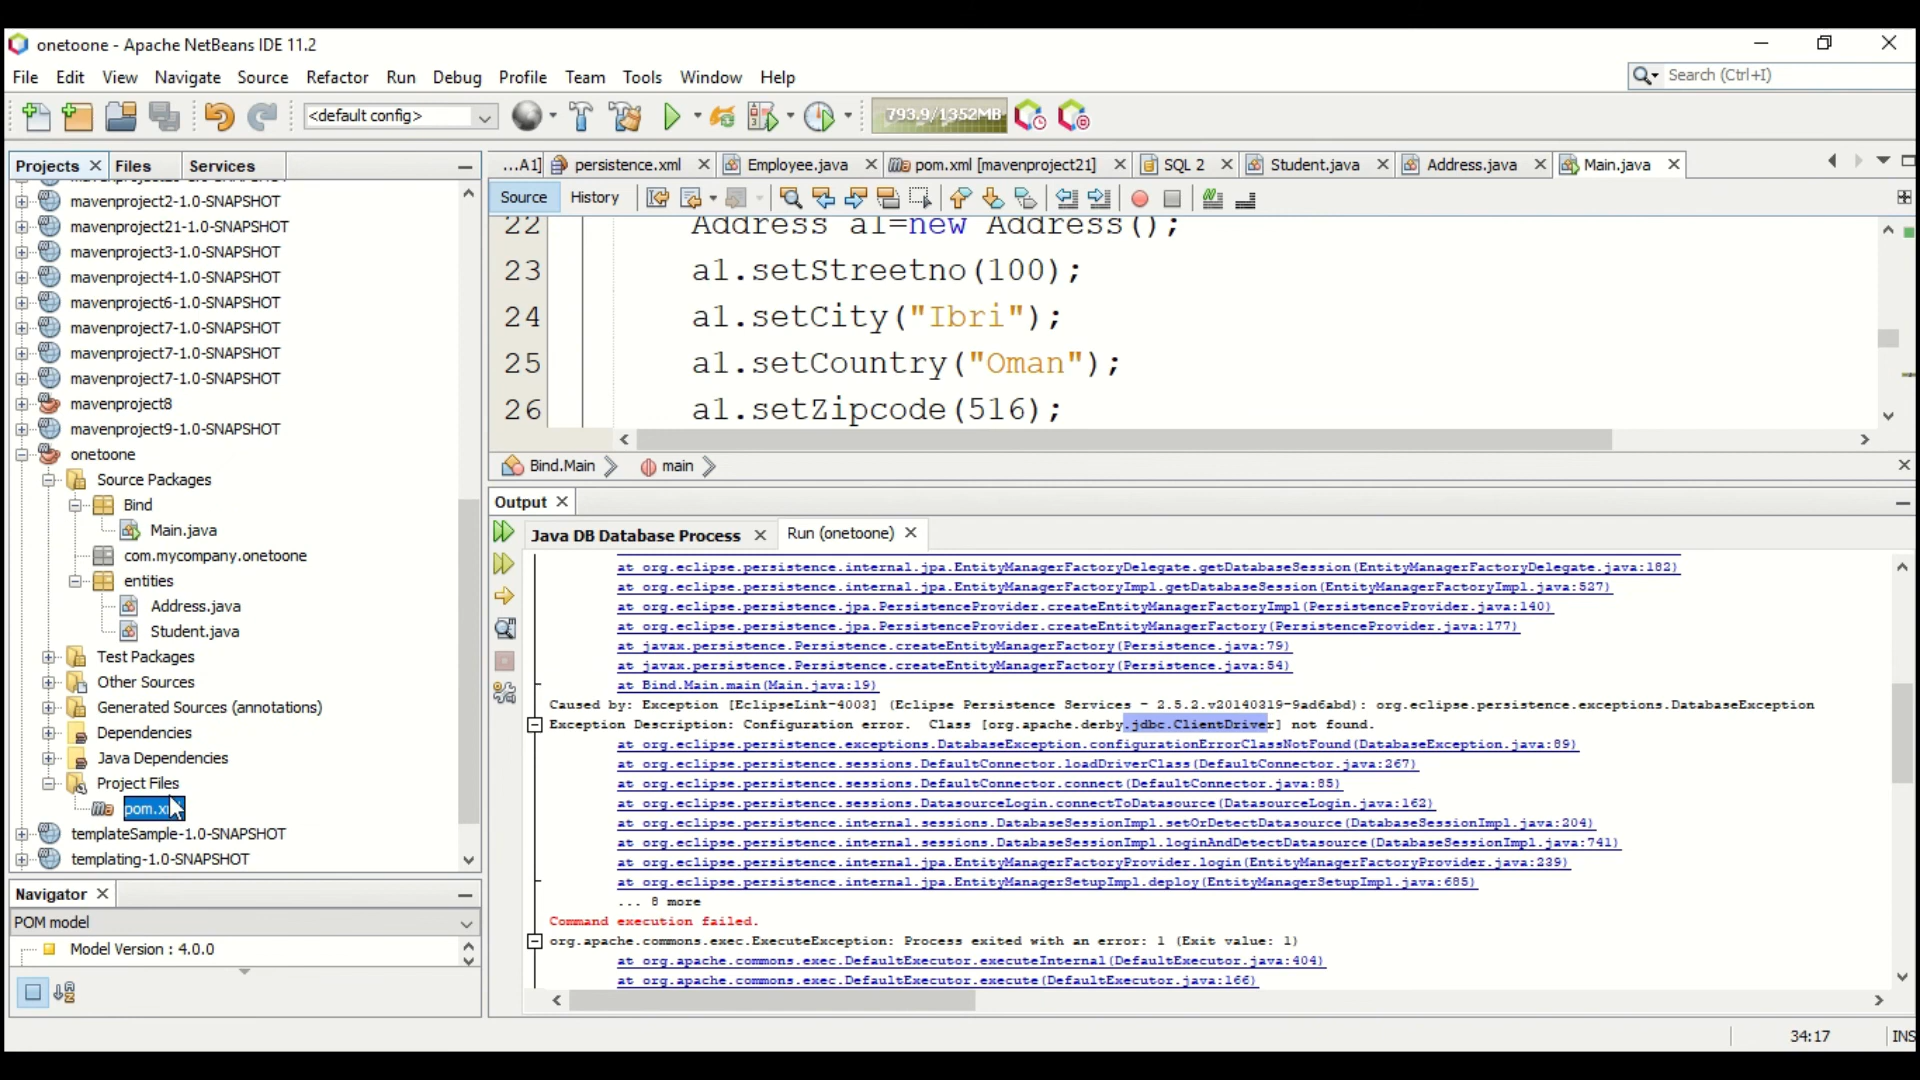 onetoone - Apache NetBeans IDE 11.2
File Edit View Navigate Source Refactor Run Debug Profile Team Tools Window Help
Search (Ctrl+I)
<default config>
793.9/1352MB
Projects Files Services
mavenproject2-1.0-SNAPSHOT
mavenproject21-1.0-SNAPSHOT
mavenproject3-1.0-SNAPSHOT
mavenproject4-1.0-SNAPSHOT
mavenproject6-1.0-SNAPSHOT
mavenproject7-1.0-SNAPSHOT
mavenproject7-1.0-SNAPSHOT
mavenproject7-1.0-SNAPSHOT
mavenproject8
mavenproject9-1.0-SNAPSHOT
onetoone
Source Packages
Bind
Main.java
com.mycompany.onetoone
entities
Address.java
Student.java
Test Packages
Other Sources
Generated Sources (annotations)
Dependencies
Java Dependencies
Project Files
templateSample-1.0-SNAPSHOT
templating-1.0-SNAPSHOT
Navigator
POM model
Model Version : 4.0.0
...A1] persistence.xml Employee.java pom.xml [mavenproject21] SQL 2 Student.java Address.java Main.java
Source History
22 Address a1=new Address();
23 a1.setStreetno(100);
24 a1.setCity("Ibri");
25 a1.setCountry("Oman");
26 a1.setZipcode(516);
Bind.Main main
Output
Java DB Database Process Run (onetoone)
at org.eclipse.persistence.internal.jpa.EntityManagerFactoryDelegate.getDatabaseSession(EntityManagerFactoryDelegate.java:182)
at org.eclipse.persistence.internal.jpa.EntityManagerFactoryImpl.getDatabaseSession(EntityManagerFactoryImpl.java:527)
at org.eclipse.persistence.jpa.PersistenceProvider.createEntityManagerFactoryImpl(PersistenceProvider.java:140)
at org.eclipse.persistence.jpa.PersistenceProvider.createEntityManagerFactory(PersistenceProvider.java:177)
at javax.persistence.Persistence.createEntityManagerFactory(Persistence.java:79)
at javax.persistence.Persistence.createEntityManagerFactory(Persistence.java:54)
at Bind.Main.main(Main.java:19)
Caused by: Exception [EclipseLink-4003] (Eclipse Persistence Services - 2.5.2.v20140319-9ad6abd): org.eclipse.persistence.exceptions.DatabaseException
Exception Description: Configuration error.  Class [org.apache.derby.jdbc.ClientDriver] not found.
at org.eclipse.persistence.exceptions.DatabaseException.configurationErrorClassNotFound(DatabaseException.java:89)
at org.eclipse.persistence.sessions.DefaultConnector.loadDriverClass(DefaultConnector.java:267)
at org.eclipse.persistence.sessions.DefaultConnector.connect(DefaultConnector.java:85)
at org.eclipse.persistence.sessions.DatasourceLogin.connectToDatasource(DatasourceLogin.java:162)
at org.eclipse.persistence.internal.sessions.DatabaseSessionImpl.setOrDetectDatasource(DatabaseSessionImpl.java:204)
at org.eclipse.persistence.internal.sessions.DatabaseSessionImpl.loginAndDetectDatasource(DatabaseSessionImpl.java:741)
at org.eclipse.persistence.internal.jpa.EntityManagerFactoryProvider.login(EntityManagerFactoryProvider.java:239)
at org.eclipse.persistence.internal.jpa.EntityManagerSetupImpl.deploy(EntityManagerSetupImpl.java:685)
... 8 more
Command execution failed.
org.apache.commons.exec.ExecuteException: Process exited with an error: 1 (Exit value: 1)
at org.apache.commons.exec.DefaultExecutor.executeInternal(DefaultExecutor.java:404)
at org.apache.commons.exec.DefaultExecutor.execute(DefaultExecutor.java:166)
34:17 INS